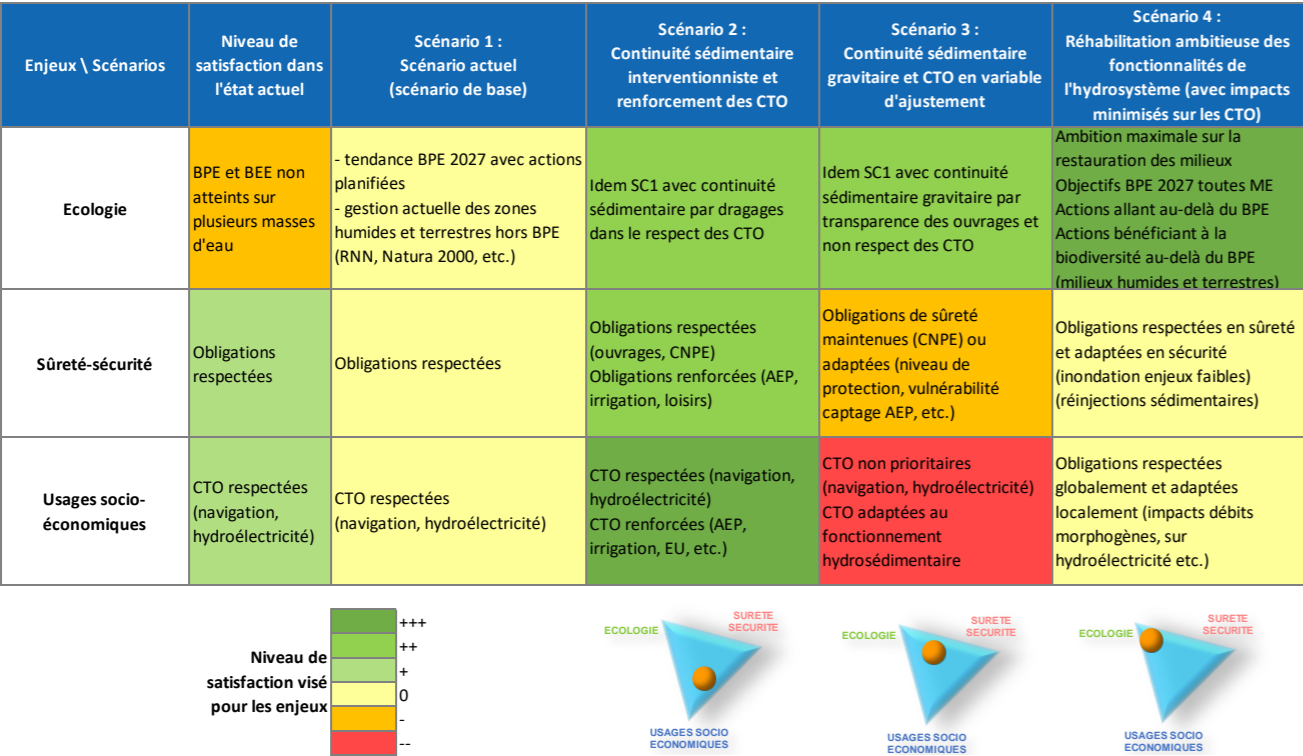 Enjeux \ Scénarios
Niveau de
satisfaction dans
l'état actuel
Scénario 1 :
Scénario actuel
(scénario de base)
Scénario 2 :
Continuité sédimentaire
interventionniste et
renforcement des CTO
Scénario 3 :
Continuité sédimentaire
gravitaire et CTO en variable
d'ajustement
Scénario 4 :
Réhabilitation ambitieuse des
fonctionnalités de
l'hydrosystème (avec impacts
minimisés sur les CTO)
Ecologie
BPE et BEE non
atteints sur
plusieurs masses
d'eau
- tendance BPE 2027 avec actions
planifiées
- gestion actuelle des zones
humides et terrestres hors BPE
(RNN, Natura 2000, etc.)
Idem SC1 avec continuité
sédimentaire par dragages
dans le respect des CTO
Idem SC1 avec continuité
sédimentaire gravitaire par
transparence des ouvrages et
non respect des CTO
Ambition maximale sur la
restauration des milieux
Objectifs BPE 2027 toutes ME
Actions allant au-delà du BPE
Actions bénéficiant à la
biodiversité au-delà du BPE
(milieux humides et terrestres)
Sûreté-sécurité
Obligations
respectées
Obligations respectées
Obligations respectées
(ouvrages, CNPE)
Obligations renforcées (AEP,
irrigation, loisirs)
Obligations de sûreté
maintenues (CNPE) ou
adaptées (niveau de
protection, vulnérabilité
captage AEP, etc.)
Obligations respectées en sûreté
et adaptées en sécurité
(inondation enjeux faibles)
(réinjections sédimentaires)
Usages socio-
économiques
CTO respectées
(navigation,
hydroélectricité)
CTO respectées
(navigation, hydroélectricité)
CTO respectées (navigation,
hydroélectricité)
CTO renforcées (AEP,
irrigation, EU, etc.)
CTO non prioritaires
(navigation, hydroélectricité)
CTO adaptées au
fonctionnement
hydrosédimentaire
Obligations respectées
globalement et adaptées
localement (impacts débits
morphogènes, sur
hydroélectricité etc.)
Niveau de
satisfaction visé
pour les enjeux
+++
++
+
0
-
--
ECOLOGIE
SURETE
SECURITE
USAGES SOCIO
ECONOMIQUES
ECOLOGIE
SURETE
SECURITE
USAGES SOCIO
ECONOMIQUES
ECOLOGIE
SURETE
SECURITE
USAGES SOCIO
ECONOMIQUES